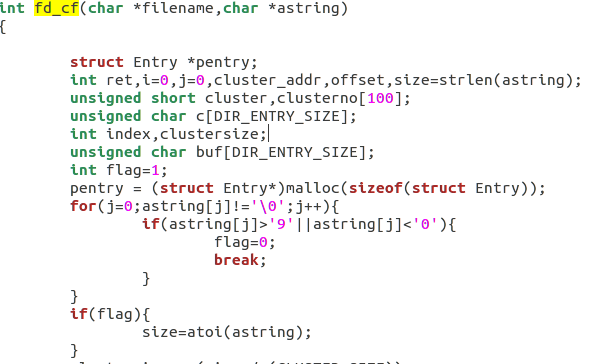 int fd_cf(char *filename,char *astring)
{
struct Entry *pentry;
int ret,i=0,j=0,cluster_addr,offset,size=strlen(astring);
unsigned short cluster,clusterno[100];
unsigned char c[DIR_ENTRY_SIZE];
int index,clustersize;
unsigned char buf[DIR_ENTRY_SIZE];
int flag=1;
pentry = (struct Entry*)malloc(sizeof(struct Entry));
for(j=0;astring[j]!='\0';j++){
if(astring[j]>'9'||astring[j]<'0'){
flag=0;
break;
}
}
if(flag){
size=atoi(astring);
}